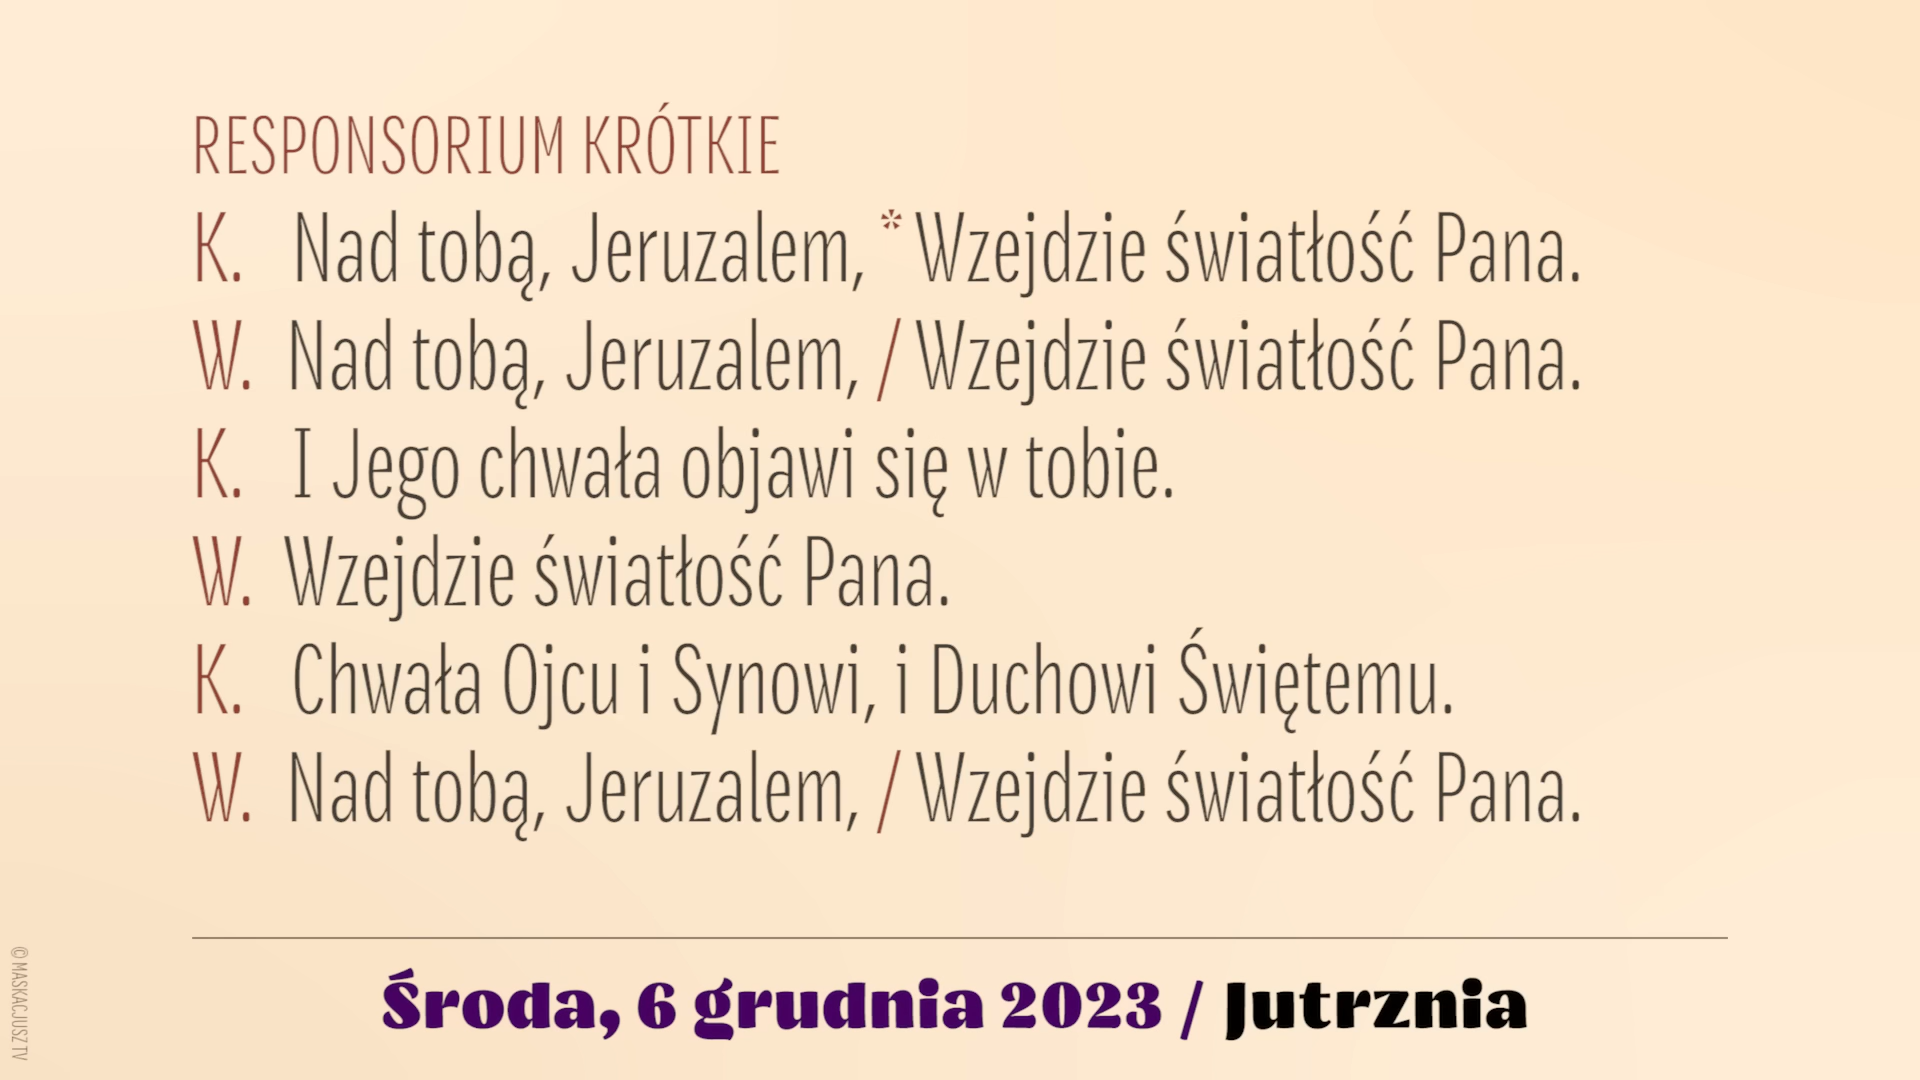 RESPONSORIUM KRÓTKIE
K. Nad tobą, Jeruzalem, * Wzejdzie światłość Pana.
W. Nad tobą, Jeruzalem, / Wzejdzie światłość Pana.
K. I Jego chwała objawi się w tobie.
W. Wzejdzie światłość Pana.
K. Chwała Ojcu i Synowi, i Duchowi Świętemu.
W. Nad tobą, Jeruzalem, / Wzejdzie światłość Pana.
Środa, 6 grudnia 2023 / Jutrznia
© MASKACJUSZ TV